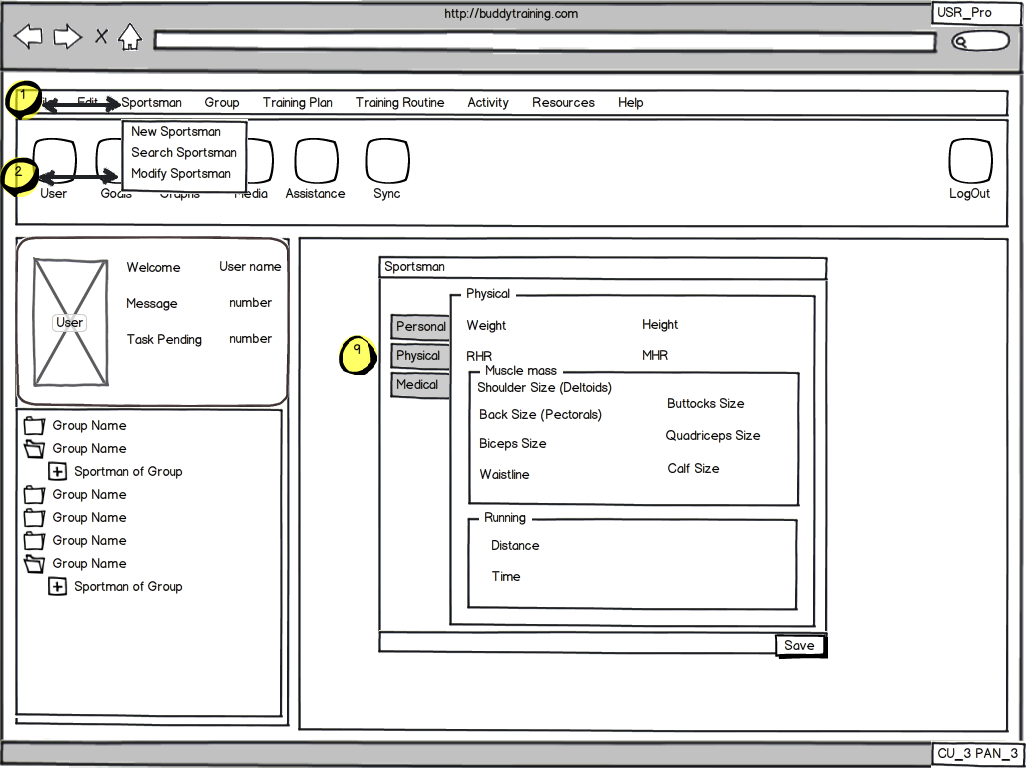 http://buddytraining.com
USR_Pro
1
Edit Sportsman Group Training Plan Training Routine Activity Resources Help
New Sportsman
Search Sportsman
Modify Sportsman
2
User Goals Graphs Media Assistance Sync LogOut
Welcome User name
Message number
User
Task Pending number
Group Name
Group Name
Sportman of Group
Group Name
Group Name
Group Name
Group Name
Sportman of Group
Sportsman
Physical
Personal
Physical
Medical
9
Weight Height
RHR MHR
Muscle mass
Shoulder Size (Deltoids)
Buttocks Size
Back Size (Pectorals)
Quadriceps Size
Biceps Size
Calf Size
Waistline
Running
Distance
Time
Save
CU_3 PAN_3